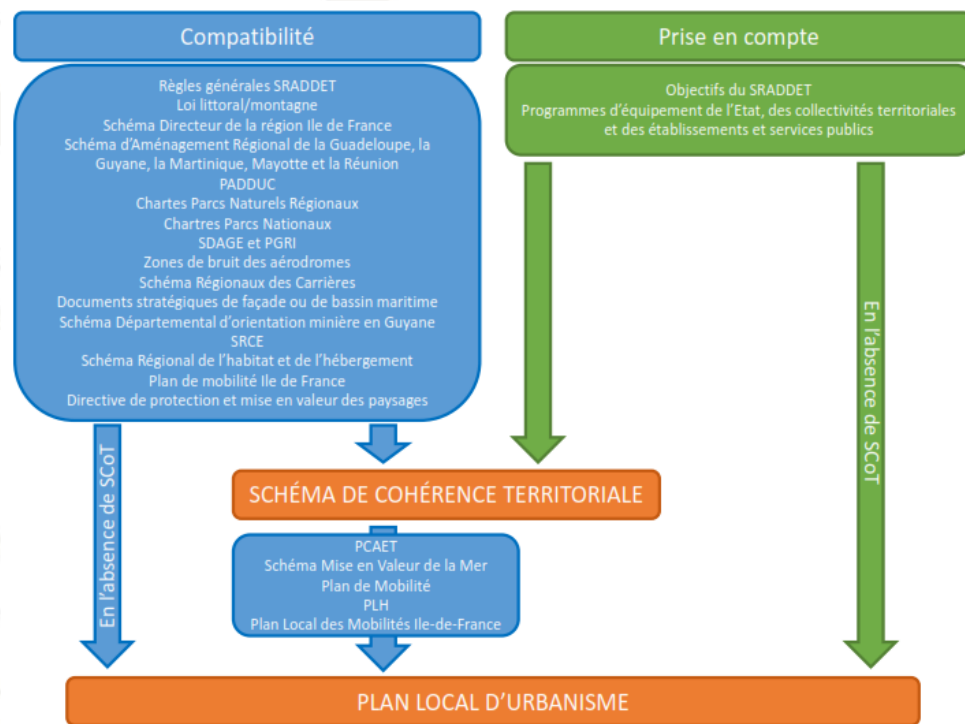 Compatibilité
Règles générales SRADDET
Loi littoral/montagne
Schéma Directeur de la région Ile de France
Schéma d'Aménagement Régional de la Guadeloupe, la
Guyane, la Martinique, Mayotte et la Réunion
PADDUC
Chartes Parcs Naturels Régionaux
Chartres Parcs Nationaux
SDAGE et PGRI
Zones de bruit des aérodromes
Schéma Régionaux des Carrières
Documents stratégiques de façade ou de bassin maritime
Schéma Départemental d'orientation minière en Guyane
SRCE
Schéma Régional de l'habitat et de l'hébergement
Plan de mobilité Ile de France
Directive de protection et mise en valeur des paysages
Prise en compte
Objectifs du SRADDET
Programmes d'équipement de l'Etat, des collectivités territoriales
et des établissements et services publics
En l'absence de SCoT
En l'absence de SCoT
SCHÉMA DE COHÉRENCE TERRITORIALE
PCAET
Schéma Mise en Valeur de la Mer
Plan de Mobilité
PLH
Plan Local des Mobilités Ile-de-France
PLAN LOCAL D'URBANISME